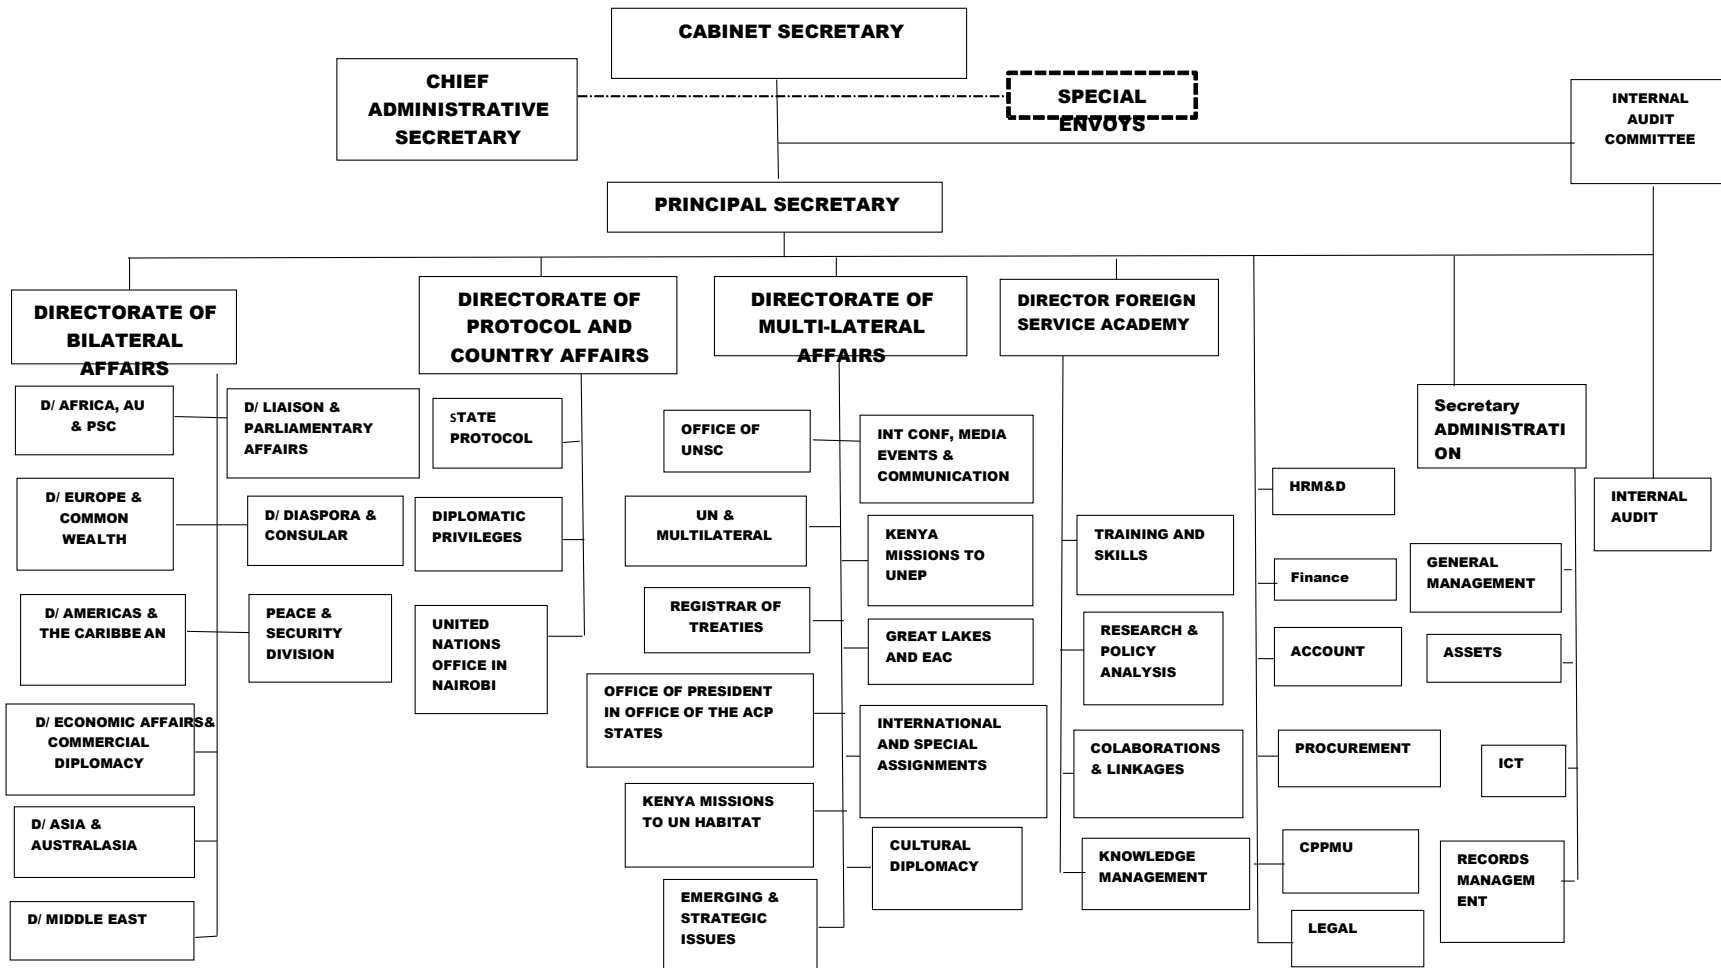 CABINET SECRETARY
CHIEF
ADMINISTRATIVE
SECRETARY
SPECIAL
ENVOYS
INTERNAL
AUDIT
COMMITTEE
PRINCIPAL SECRETARY
DIRECTORATE OF
BILATERAL
AFFAIRS
DIRECTORATE OF
PROTOCOL AND
COUNTRY AFFAIRS
DIRECTORATE OF
MULTI-LATERAL
AFFAIRS
DIRECTOR FOREIGN
SERVICE ACADEMY
Secretary
ADMINISTRATI
ON
INTERNAL
AUDIT
D/ AFRICA, AU
& PSC
D/ LIAISON &
PARLIAMENTARY
AFFAIRS
D/ EUROPE &
COMMON
WEALTH
D/ DIASPORA &
CONSULAR
D/ AMERICAS &
THE CARIBBEAN
PEACE &
SECURITY
DIVISION
D/ ECONOMIC AFFAIRS&
COMMERCIAL
DIPLOMACY
D/ ASIA &
AUSTRALASIA
D/ MIDDLE EAST
STATE
PROTOCOL
DIPLOMATIC
PRIVILEGES
UNITED
NATIONS
OFFICE IN
NAIROBI
OFFICE OF
UNSC
INT CONF, MEDIA
EVENTS &
COMMUNICATION
UN &
MULTILATERAL
KENYA
MISSIONS TO
UNEP
REGISTRAR OF
TREATIES
GREAT LAKES
AND EAC
OFFICE OF PRESIDENT
IN OFFICE OF THE ACP
STATES
INTERNATIONAL
AND SPECIAL
ASSIGNMENTS
KENYA MISSIONS
TO UN HABITAT
CULTURAL
DIPLOMACY
EMERGING &
STRATEGIC
ISSUES
TRAINING AND
SKILLS
RESEARCH &
POLICY
ANALYSIS
COLABORATIONS
& LINKAGES
KNOWLEDGE
MANAGEMENT
HRM&D
Finance
ACCOUNT
PROCUREMENT
CPPMU
LEGAL
GENERAL
MANAGEMENT
ASSETS
ICT
RECORDS
MANAGEM
ENT